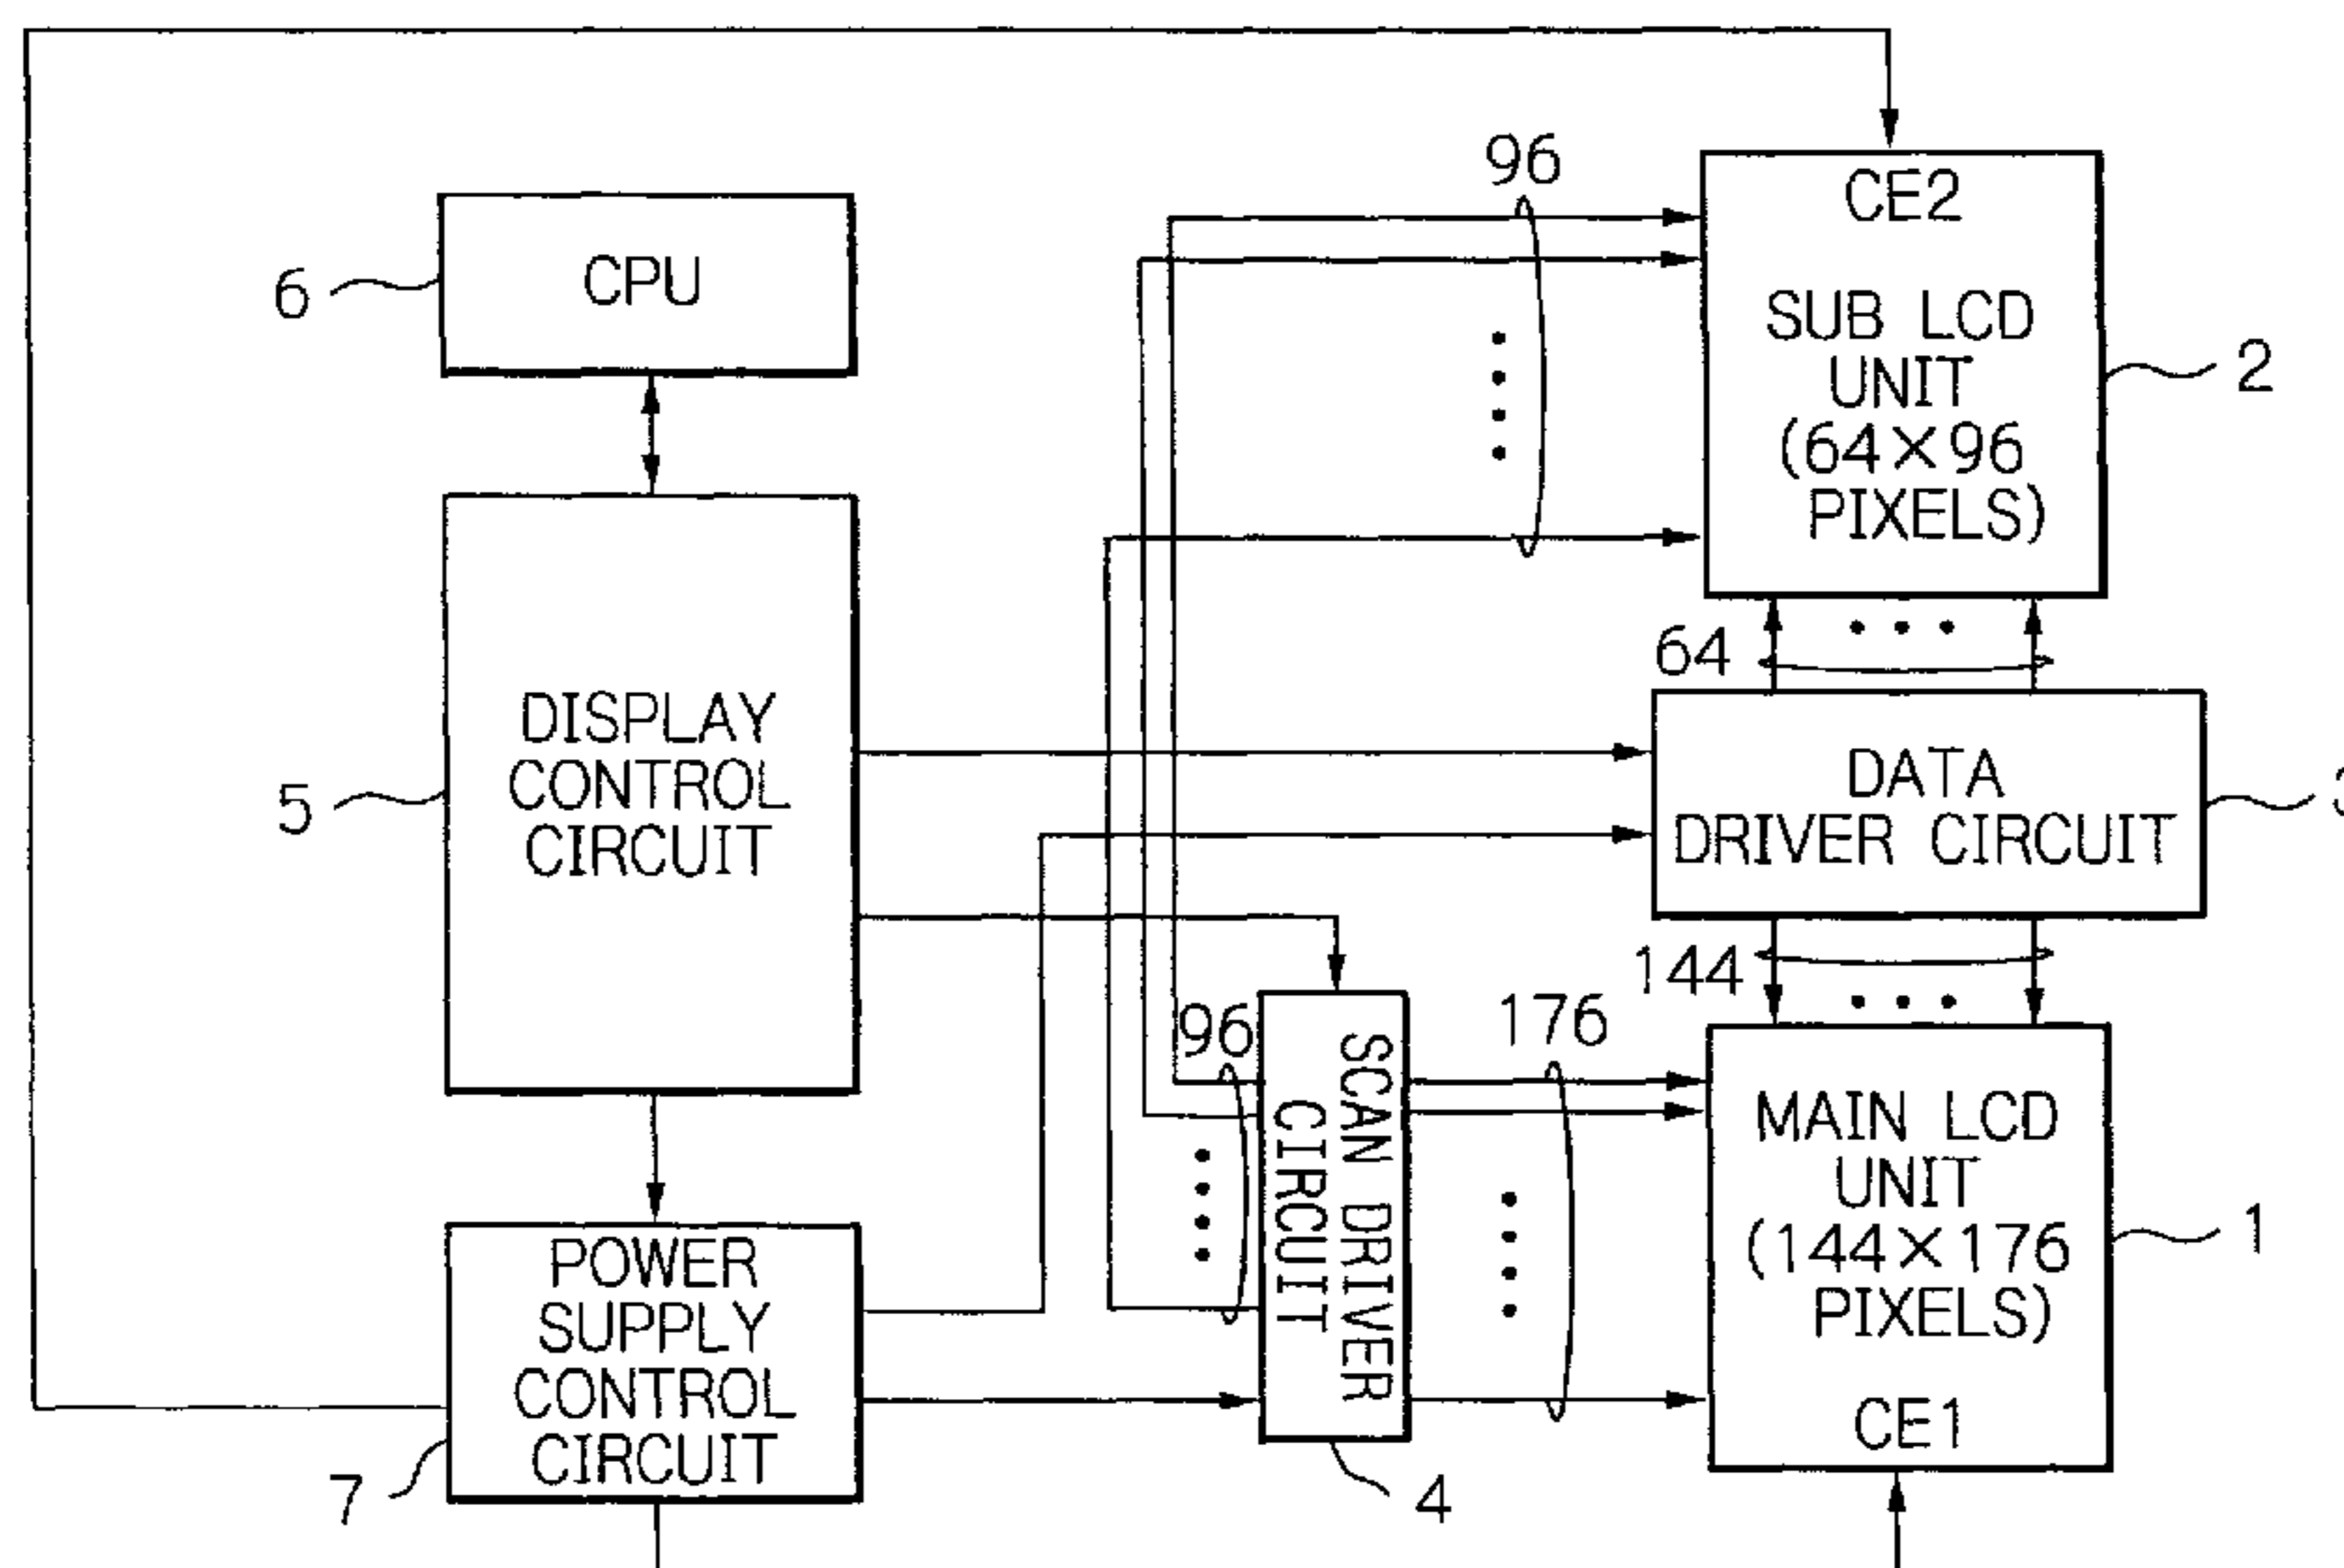 96
CE2
SUB LCD
UNIT
(64×96
PIXELS)
2
6
CPU
64
DISPLAY
CONTROL
CIRCUIT
5
DATA
DRIVER CIRCUIT
144
96
SCAN DRIVER
CIRCUIT
176
MAIN LCD
UNIT
(144×176
PIXELS)
CE1
1
POWER
SUPPLY
CONTROL
CIRCUIT
7
4